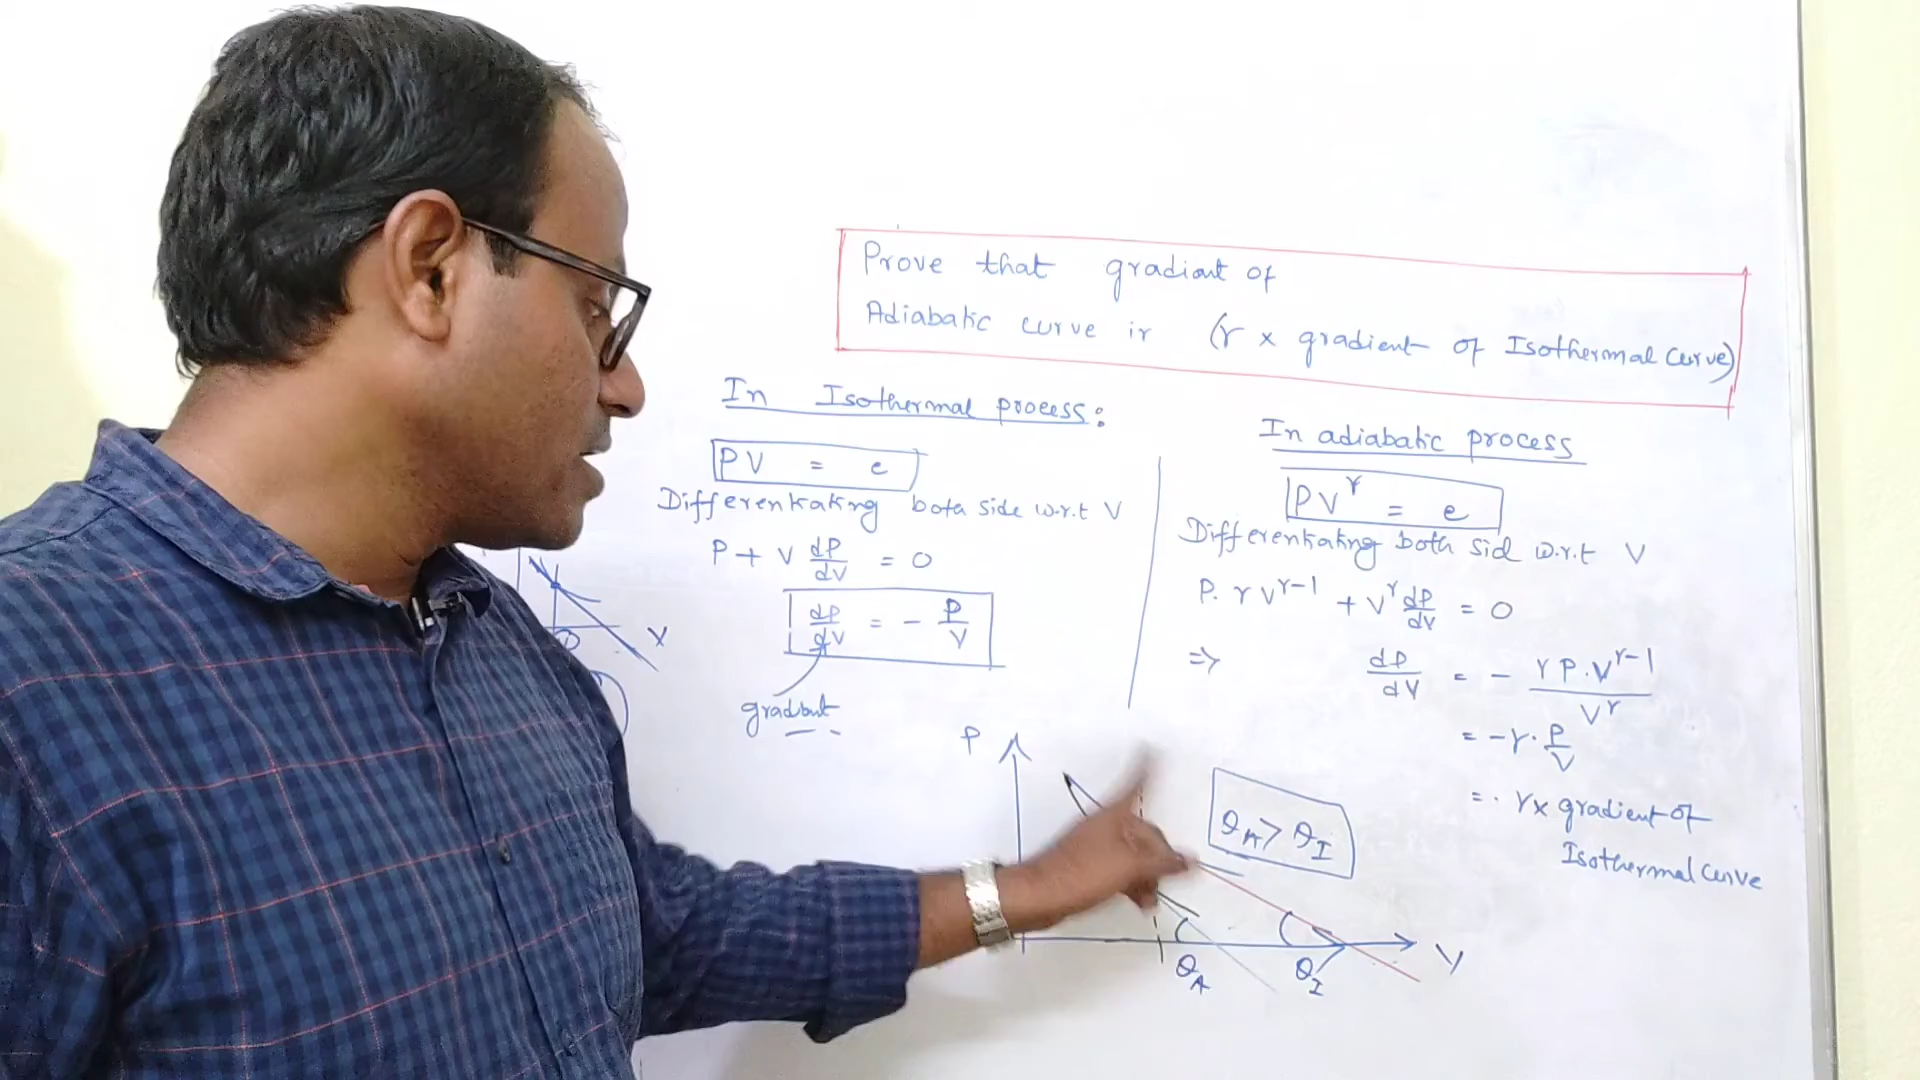 Prove that gradiant of
Adiabatic curve is (γ × gradient of Isothermal Curve)
In Isothermal process:
PV = c
Differentiating both side w.r.t V
P + V dP/dV = 0
dP/dV = - P/V
gradient
In adiabatic process
PV^γ = c
Differentiating both sid w.r.t V
P. γ V^γ-1 + V^γ dP/dV = 0
=> dP/dV = - γ P.V^γ-1 / V^γ
= -γ. P/V
= . γ× gradient of
Isothermal Curve
P
θA > θI
V
θA θI
X